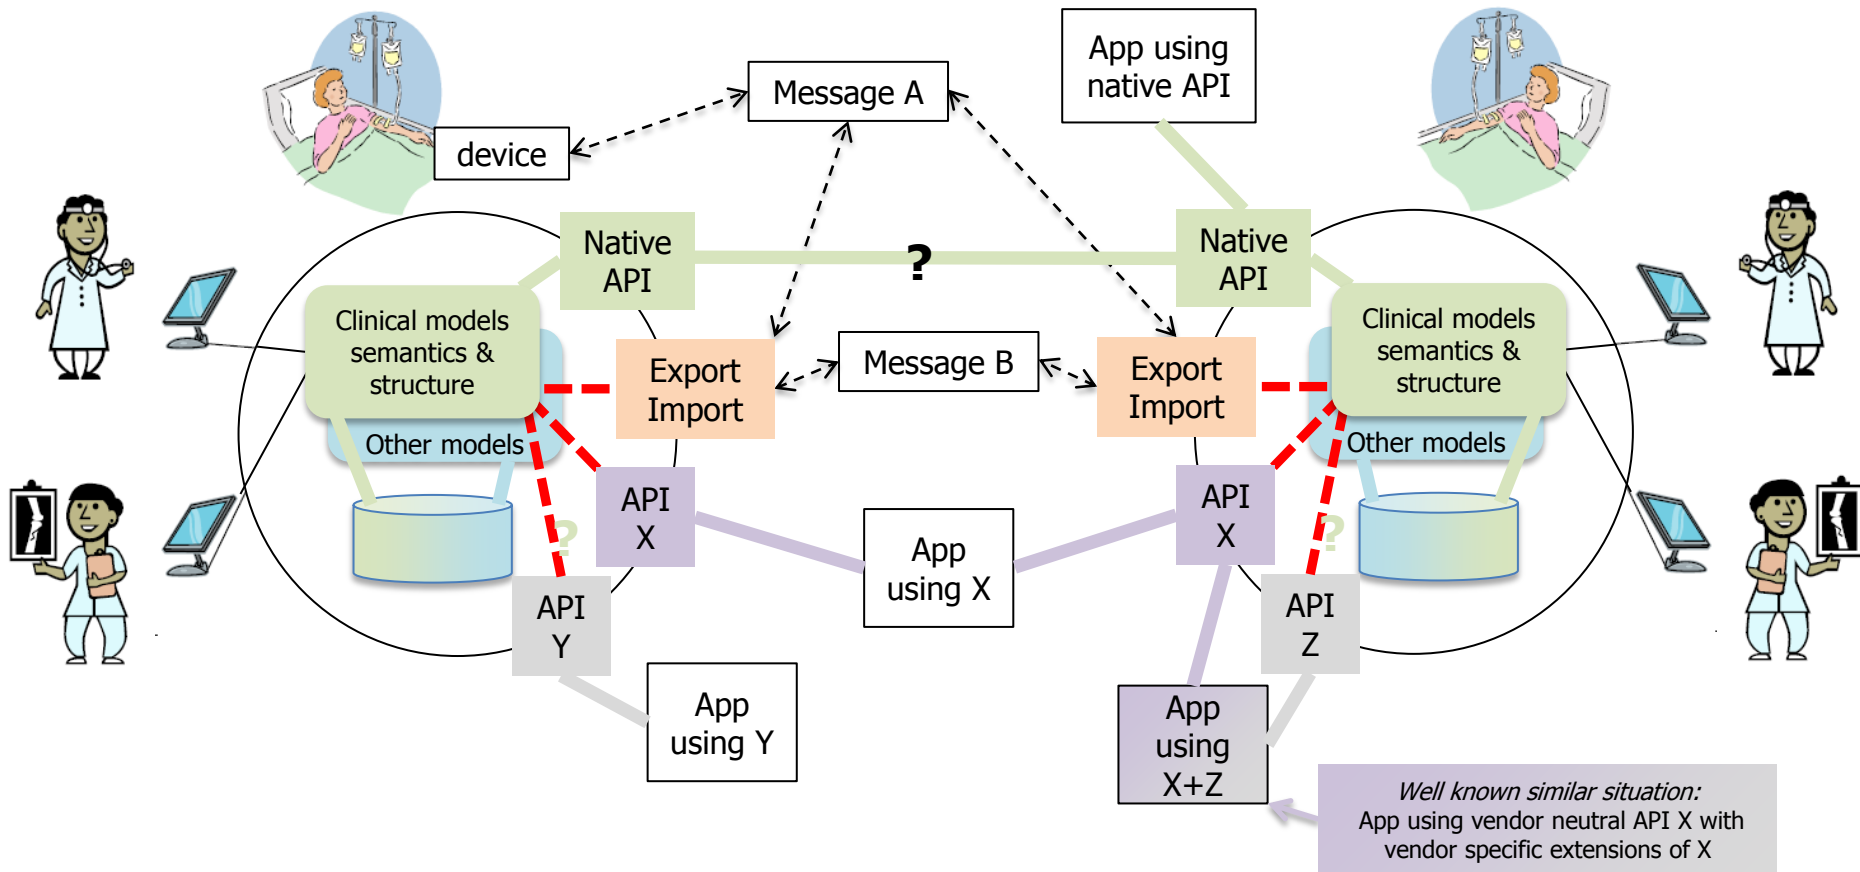 App using
native API
Message A
device
Native
API
?
Native
API
Clinical models
semantics &
structure
Other models
Export
Import
Message B
Export
Import
Clinical models
semantics &
structure
Other models
API
X
?
API
Y
App
using X
API
X
?
API
Z
App
using Y
App
using
X+Z
Well known similar situation:
App using vendor neutral API X with
vendor specific extensions of X